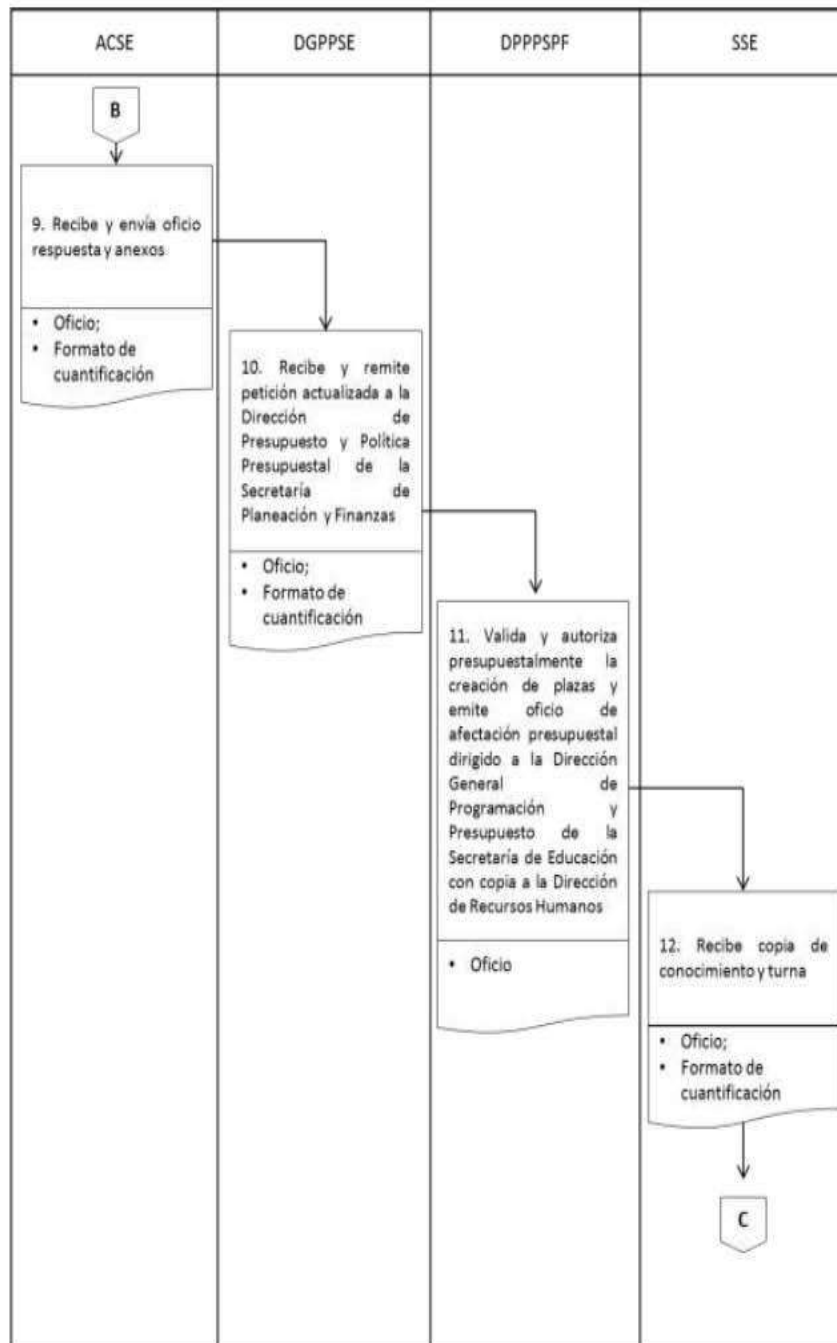 ACSE
DGPPSE
DPPPSPF
SSE
B
9. Recibe y envía oficio
respuesta y anexos
• Oficio;
• Formato de
cuantificación
10. Recibe y remite
petición actualizada a la
Dirección de
Presupuesto y Política
Presupuestal de la
Secretaría de
Planeación y Finanzas
• Oficio;
• Formato de
cuantificación
11. Valida y autoriza
presupuestalmente la
creación de plazas y
emite oficio de
afectación presupuestal
dirigido a la Dirección
General de
Programación y
Presupuesto de la
Secretaría de Educación
con copia a la Dirección
de Recursos Humanos
• Oficio
12. Recibe copia de
conocimiento y turna
• Oficio;
• Formato de
cuantificación
C